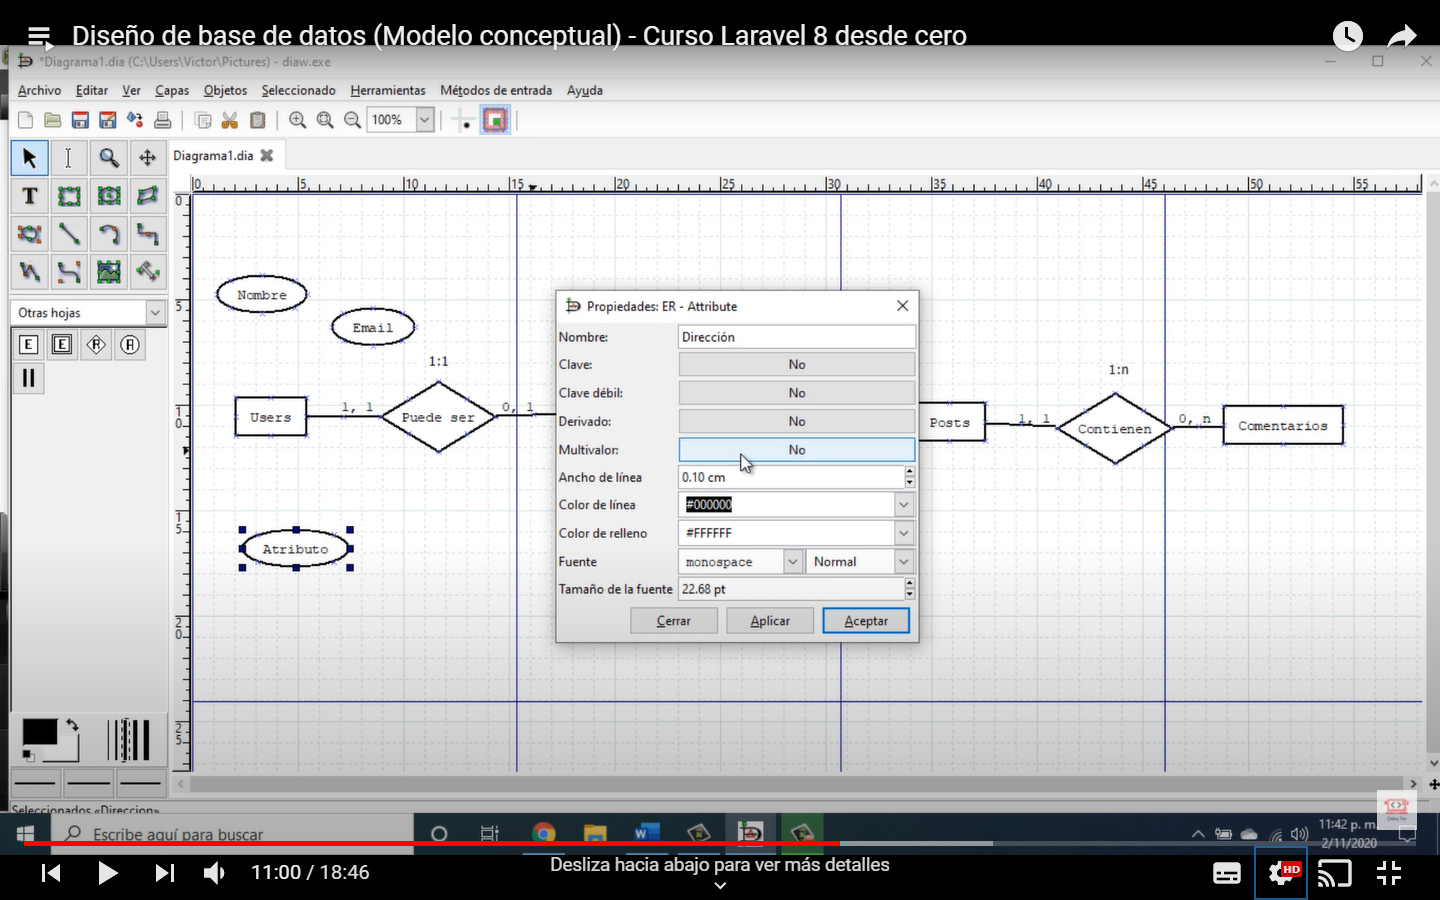 Diseño de base de datos (Modelo conceptual) - Curso Laravel 8 desde cero
*Diagrama1.dia (C:\Users\Victor\Pictures) - diaw.exe
Archivo Editar Ver Capas Objetos Seleccionado Herramientas Métodos de entrada Ayuda
100%
Diagrama1.dia
0 5 10 15 20 25 30 35 40 45 50 55
0
5
10
15
20
25
T
Otras hojas
E E R A
Nombre
Email
1:1
Users 1, 1 Puede ser 0, 1
Atributo
Propiedades: ER - Attribute
Nombre: Dirección
Clave: No
Clave débil: No
Derivado: No
Multivalor: No
Ancho de línea 0.10 cm
Color de línea #000000
Color de relleno #FFFFFF
Fuente monospace Normal
Tamaño de la fuente 22.68 pt
Cerrar Aplicar Aceptar
1:n
Posts 1, 1 Contienen 0, n Comentarios
Seleccionados «Direccion»
Escribe aquí para buscar
11:42 p. m.
2/11/2020
11:00 / 18:46
Desliza hacia abajo para ver más detalles
HD